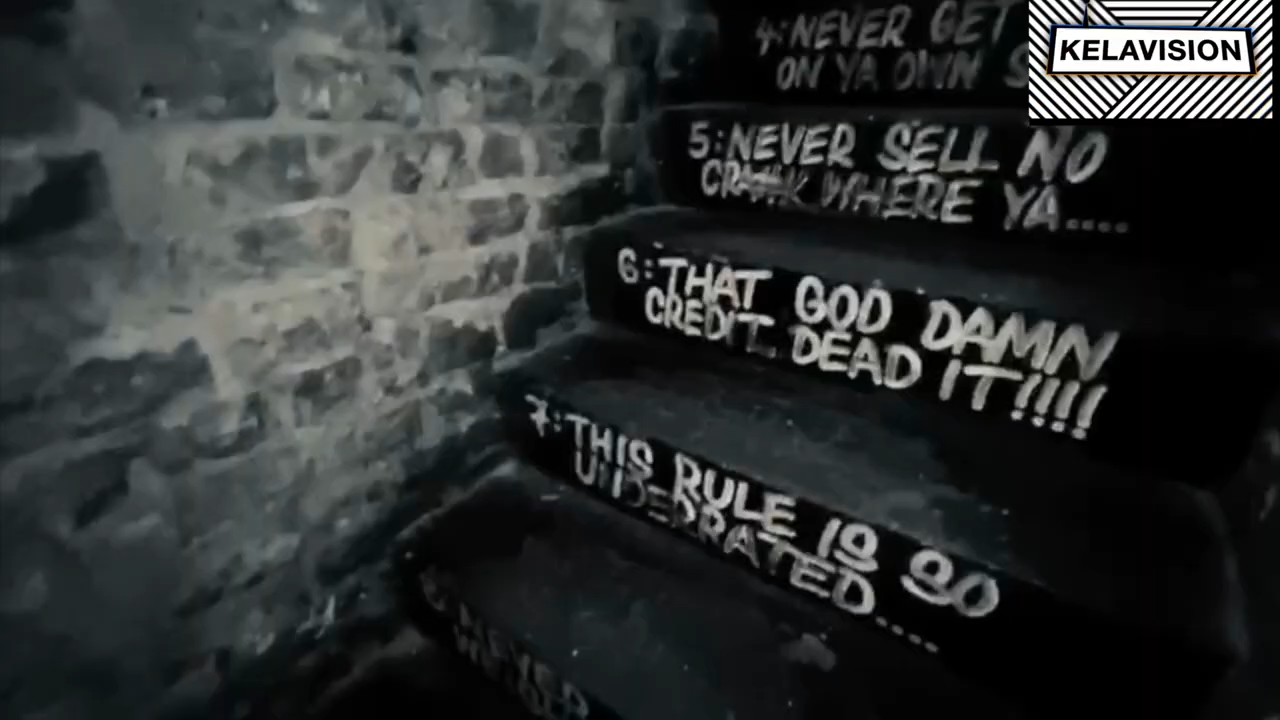 4:NEVER GET
ON YA OWN S
KELAVISION
5:NEVER SELL NO
CRACK WHERE YA....
6:THAT GOD DAMN
CREDIT. DEAD IT!!!!
7:THIS RULE IS SO
UNDERRATED.....
NEVER